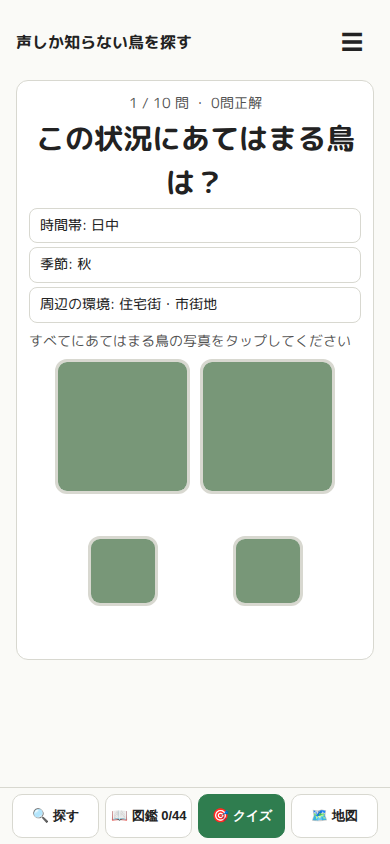 声しか知らない鳥を探す
☰
1 / 10 問 · 0問正解
この状況にあてはまる鳥
は？
時間帯: 日中
季節: 秋
周辺の環境: 住宅街・市街地
すべてにあてはまる鳥の写真をタップしてください
🔍 探す
📖 図鑑 0/44
🎯 クイズ
🗺️ 地図